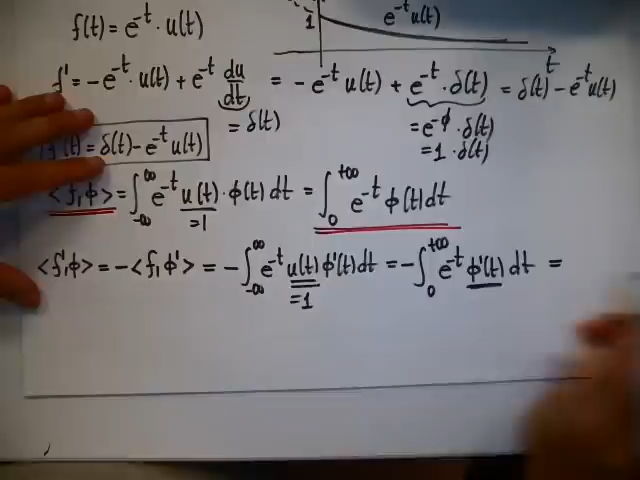 f(t) = e^-t · u(t)
1
e^-t u(t)
t
f' = -e^-t · u(t) + e^-t du/dt = -e^-t u(t) + e^-t · δ(t) = δ(t) - e^-t u(t)
= δ(t)
= e^-0 · δ(t)
= 1 · δ(t)
(t) = δ(t) - e^-t u(t)
<f, φ> = ∫_-∞^∞ e^-t u(t) · φ(t) dt = ∫_0^+∞ e^-t φ(t) dt
=1
<f', φ> = -<f, φ'> = -∫_-∞^∞ e^-t u(t) φ'(t) dt = -∫_0^+∞ e^-t φ'(t) dt =
=1